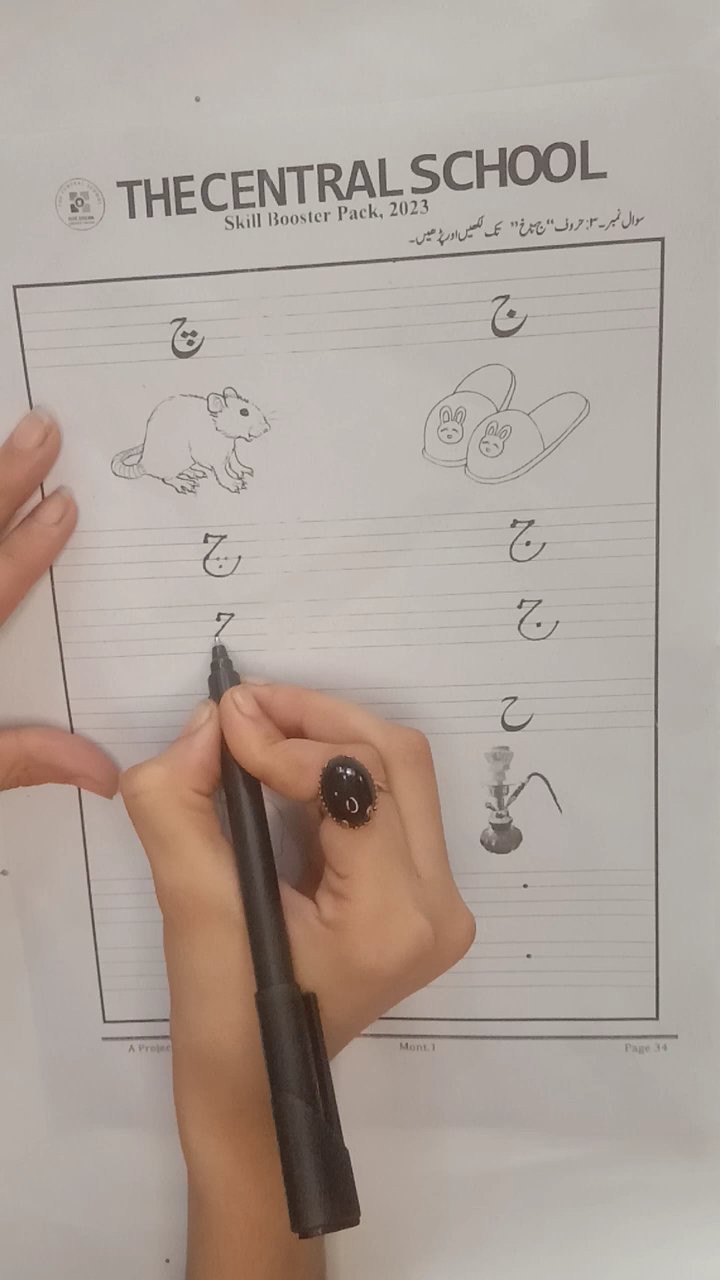 THE CENTRAL SCHOOL
Skill Booster Pack, 2023
سوال نمبر۔۳: حروف “ج تا خ” تک لکھیں اور پڑھیں۔
ج چ
ج چ
ج
ح
Mont.1 Page 34